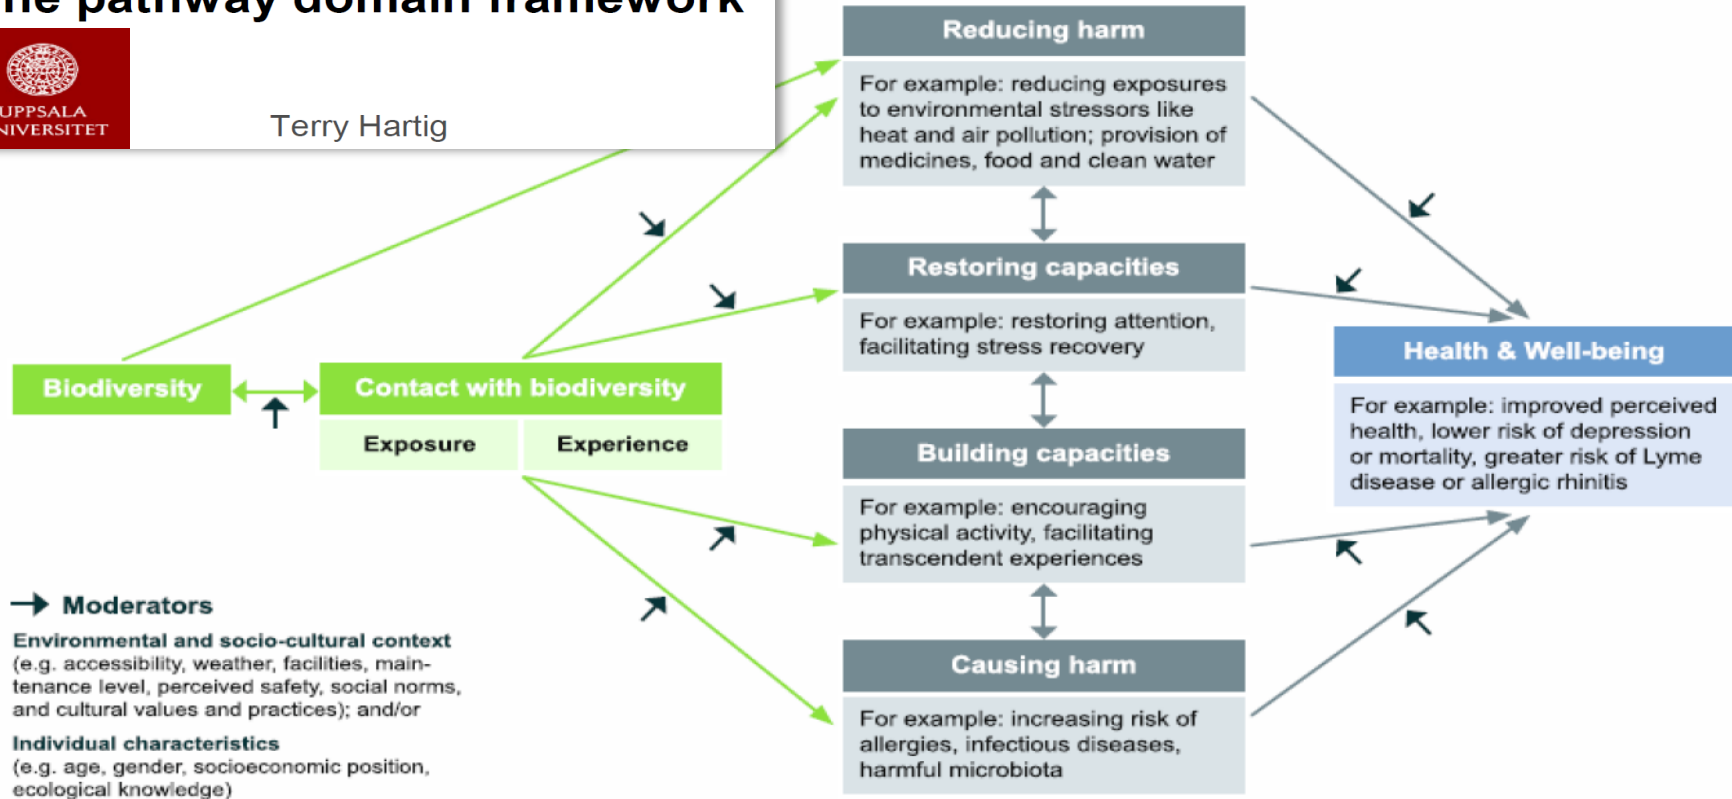 pathway domain framework
UPPSALA
Terry Hartig
Reducing harm
For example: reducing exposures
to environmental stressors like
heat and air pollution; provision of
medicines, food and clean water
Restoring capacities
For example: restoring attention,
facilitating stress recovery
Biodiversity
Contact with biodiversity
Exposure
Experience
Building capacities
For example: encouraging
physical activity, facilitating
transcendent experiences
Causing harm
For example: increasing risk of
allergies, infectious diseases,
harmful microbiota
Health & Well-being
For example: improved perceived
health, lower risk of depression
or mortality, greater risk of Lyme
disease or allergic rhinitis
Moderators
Environmental and socio-cultural context
(e.g. accessibility, weather, facilities, main-
tenance level, perceived safety, social norms,
and cultural values and practices); and/or
Individual characteristics
(e.g. age, gender, socioeconomic position,
ecological knowledge)